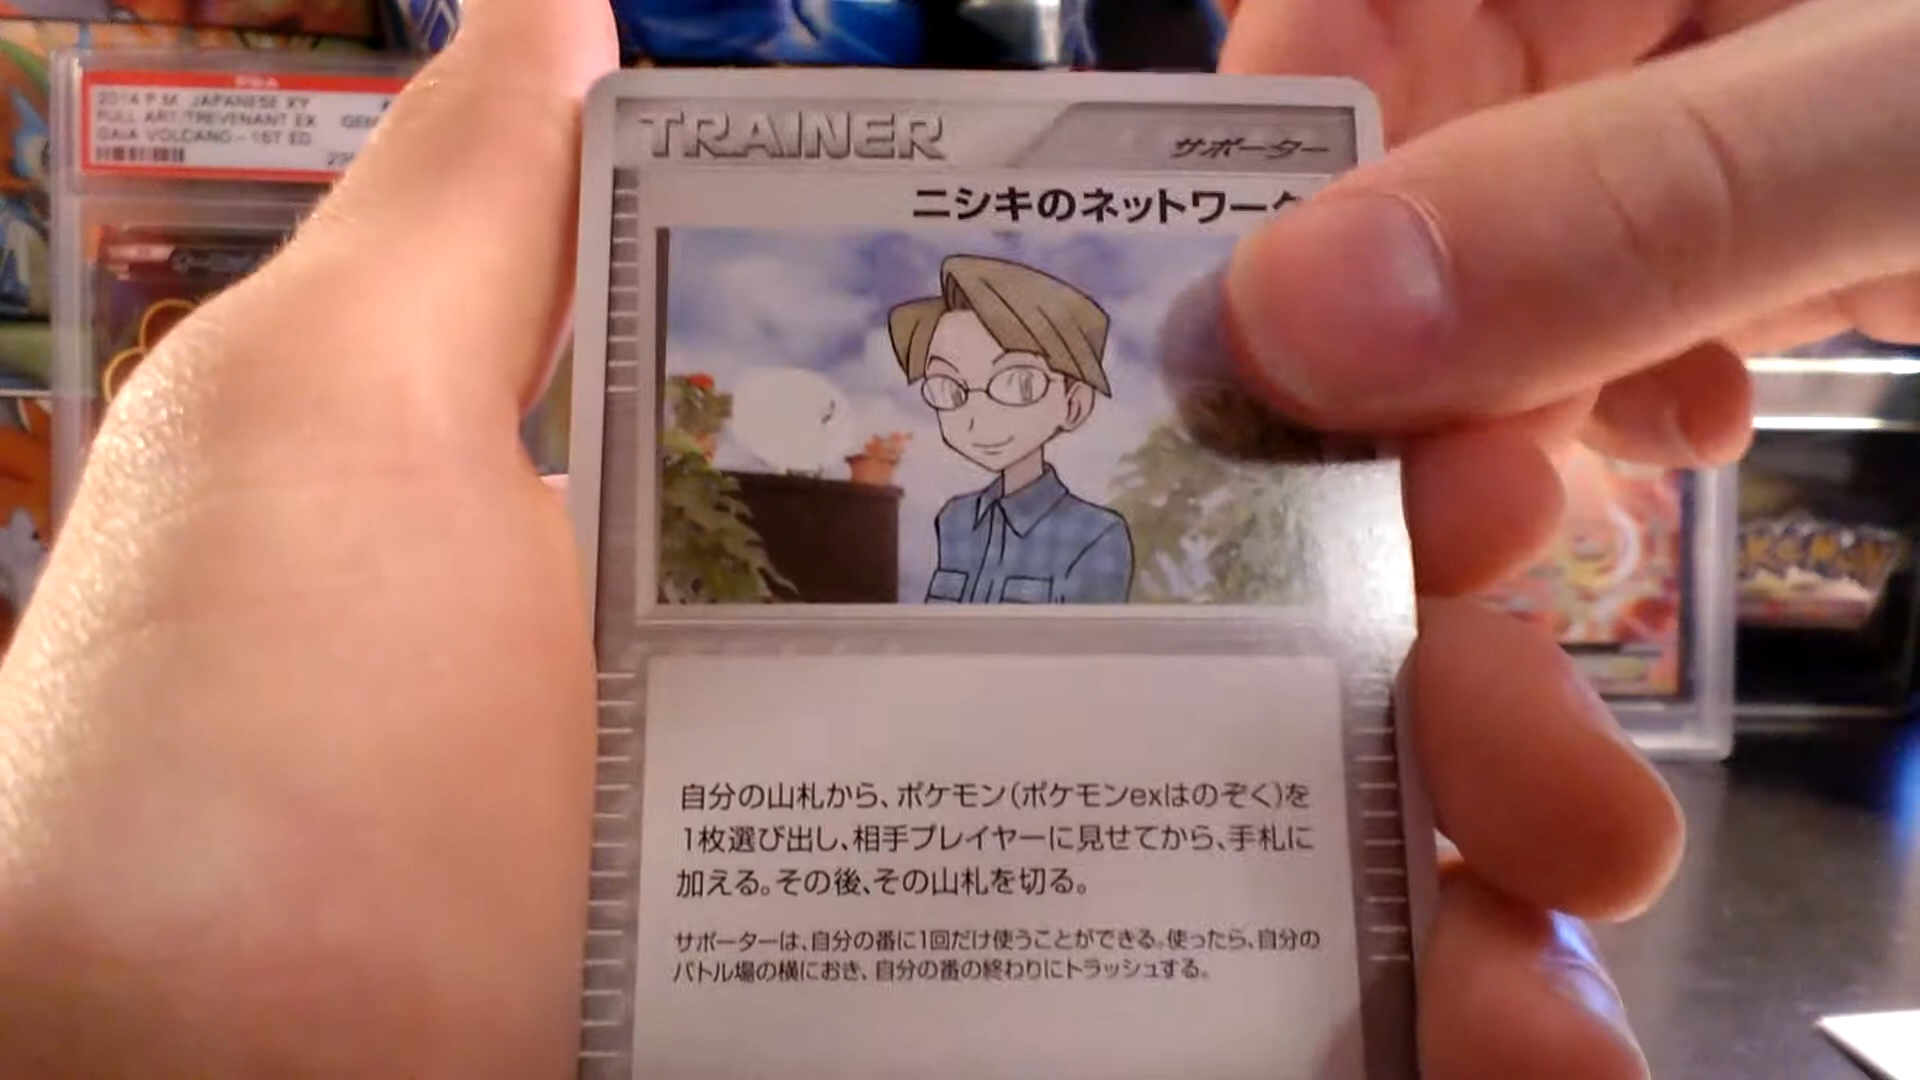 2014 P.M. JAPANESE XY
FULL ART/TREVENANT EX
GAIA VOLCANO - 1ST ED.
TRAINER
サポーター
ニシキのネットワーク
自分の山札から、ポケモン(ポケモンexはのぞく)を
1枚選び出し、相手プレイヤーに見せてから、手札に
加える。その後、その山札を切る。
サポーターは、自分の番に1回だけ使うことができる。使ったら、自分の
バトル場の横におき、自分の番の終わりにトラッシュする。
POKéMON